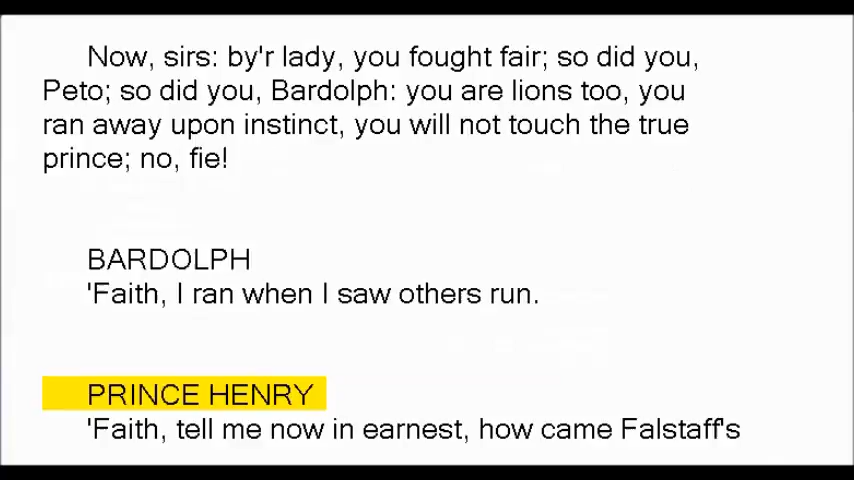 Now, sirs: by'r lady, you fought fair; so did you,
Peto; so did you, Bardolph: you are lions too, you
ran away upon instinct, you will not touch the true
prince; no, fie!
BARDOLPH
'Faith, I ran when I saw others run.
PRINCE HENRY
'Faith, tell me now in earnest, how came Falstaff's